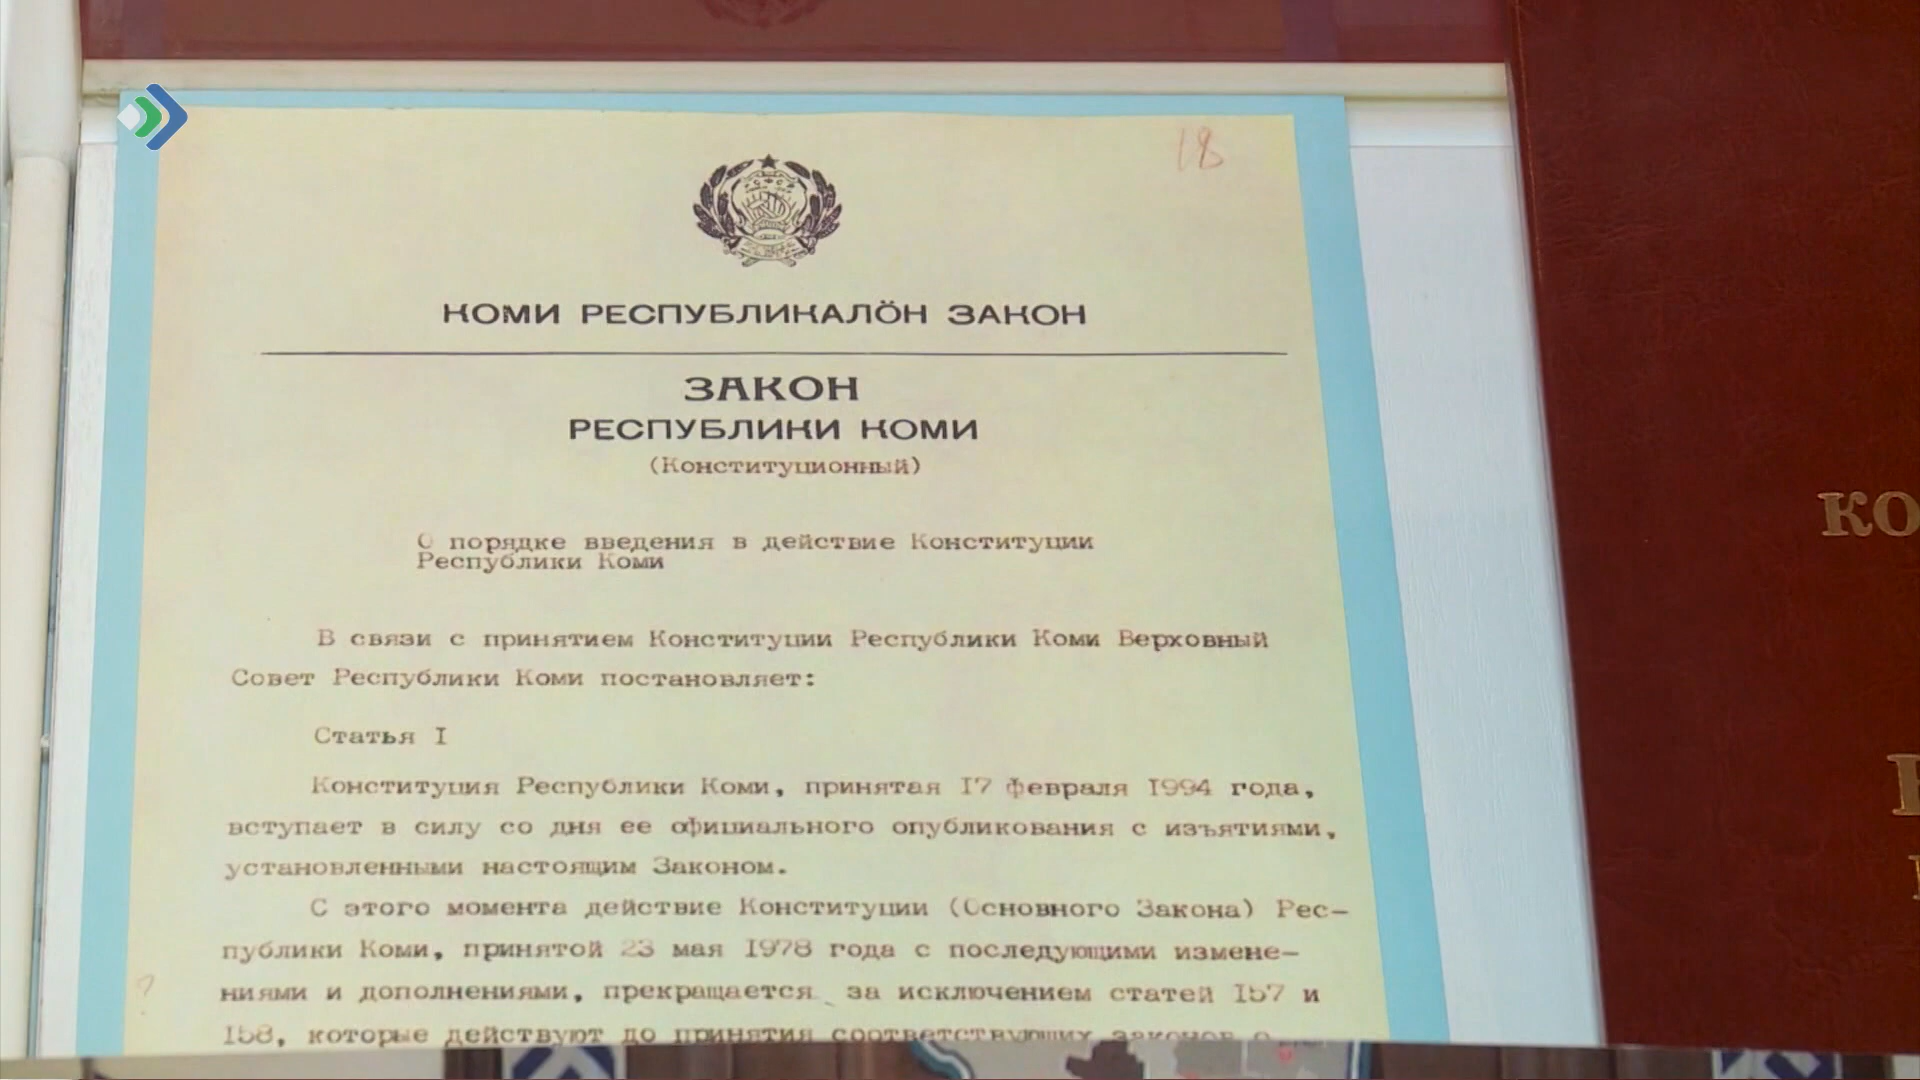 18
КОМИ РЕСПУБЛИКАЛӦН ЗАКОН
ЗАКОН
РЕСПУБЛИКИ КОМИ
(Конституционный)
О порядке введения в действие Конституции
Республики Коми
В связи с принятием Конституции Республики Коми Верховный
Совет Республики Коми постановляет:
Статья I
Конституция Республики Коми, принятая 17 февраля 1994 года,
вступает в силу со дня ее официального опубликования с изъятиями,
установленными настоящим Законом.
С этого момента действие Конституции (Основного Закона) Рес-
публики Коми, принятой 23 мая 1978 года с последующими измене-
ниями и дополнениями, прекращается за исключением статей 157 и
158, которые действуют до принятия соответствующих законов о
КО